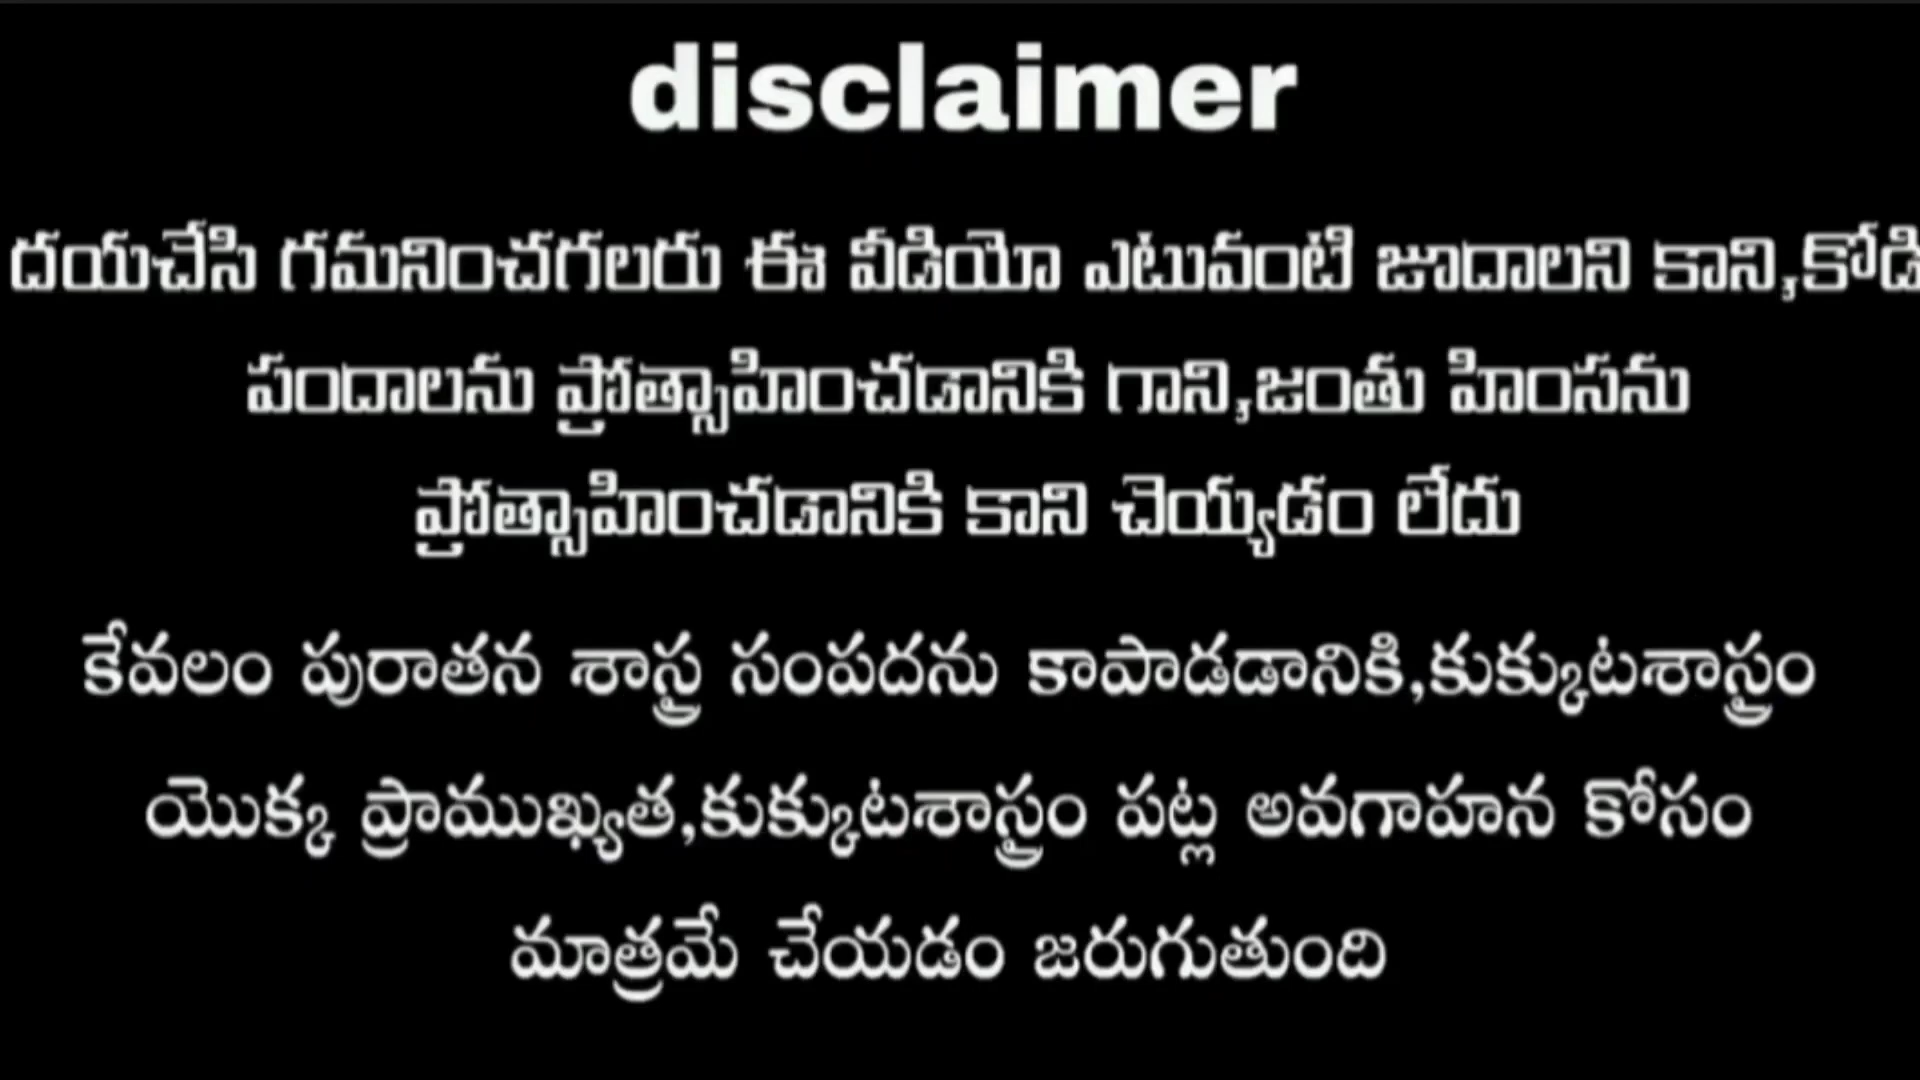 disclaimer
దయచేసి గమనించగలరు ఈ వీడియో ఎటువంటి జూదాలని కాని,కోడి
పందాలను ప్రోత్సాహించడానికి గాని,జంతు హింసను
ప్రోత్సాహించడానికి కాని చెయ్యడం లేదు
కేవలం పురాతన శాస్త్ర సంపదను కాపాడడానికి,కుక్కుటశాస్త్రం
యొక్క ప్రాముఖ్యత,కుక్కుటశాస్త్రం పట్ల అవగాహన కోసం
మాత్రమే చేయడం జరుగుతుంది